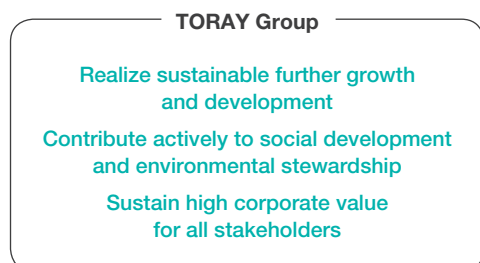 TORAY Group
Realize sustainable further growth
and development
Contribute actively to social development
and environmental stewardship
Sustain high corporate value
for all stakeholders